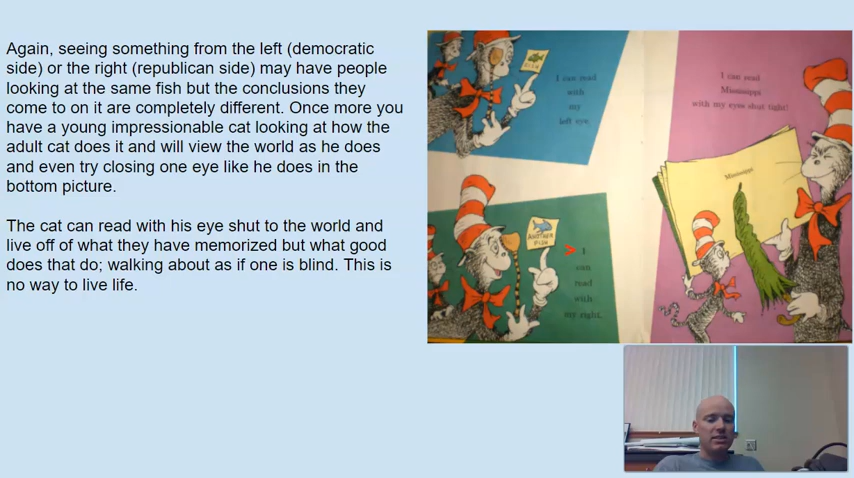 Again, seeing something from the left (democratic
side) or the right (republican side) may have people
looking at the same fish but the conclusions they
come to on it are completely different. Once more you
have a young impressionable cat looking at how the
adult cat does it and will view the world as he does
and even try closing one eye like he does in the
bottom picture.
The cat can read with his eye shut to the world and
live off of what they have memorized but what good
does that do; walking about as if one is blind. This is
no way to live life.
FISH
I can read
with
my
left eye.
ANOTHER
FISH
> I
can
read
with
my right.
I can read
Mississippi
with my eyes shut tight!
Mississippi